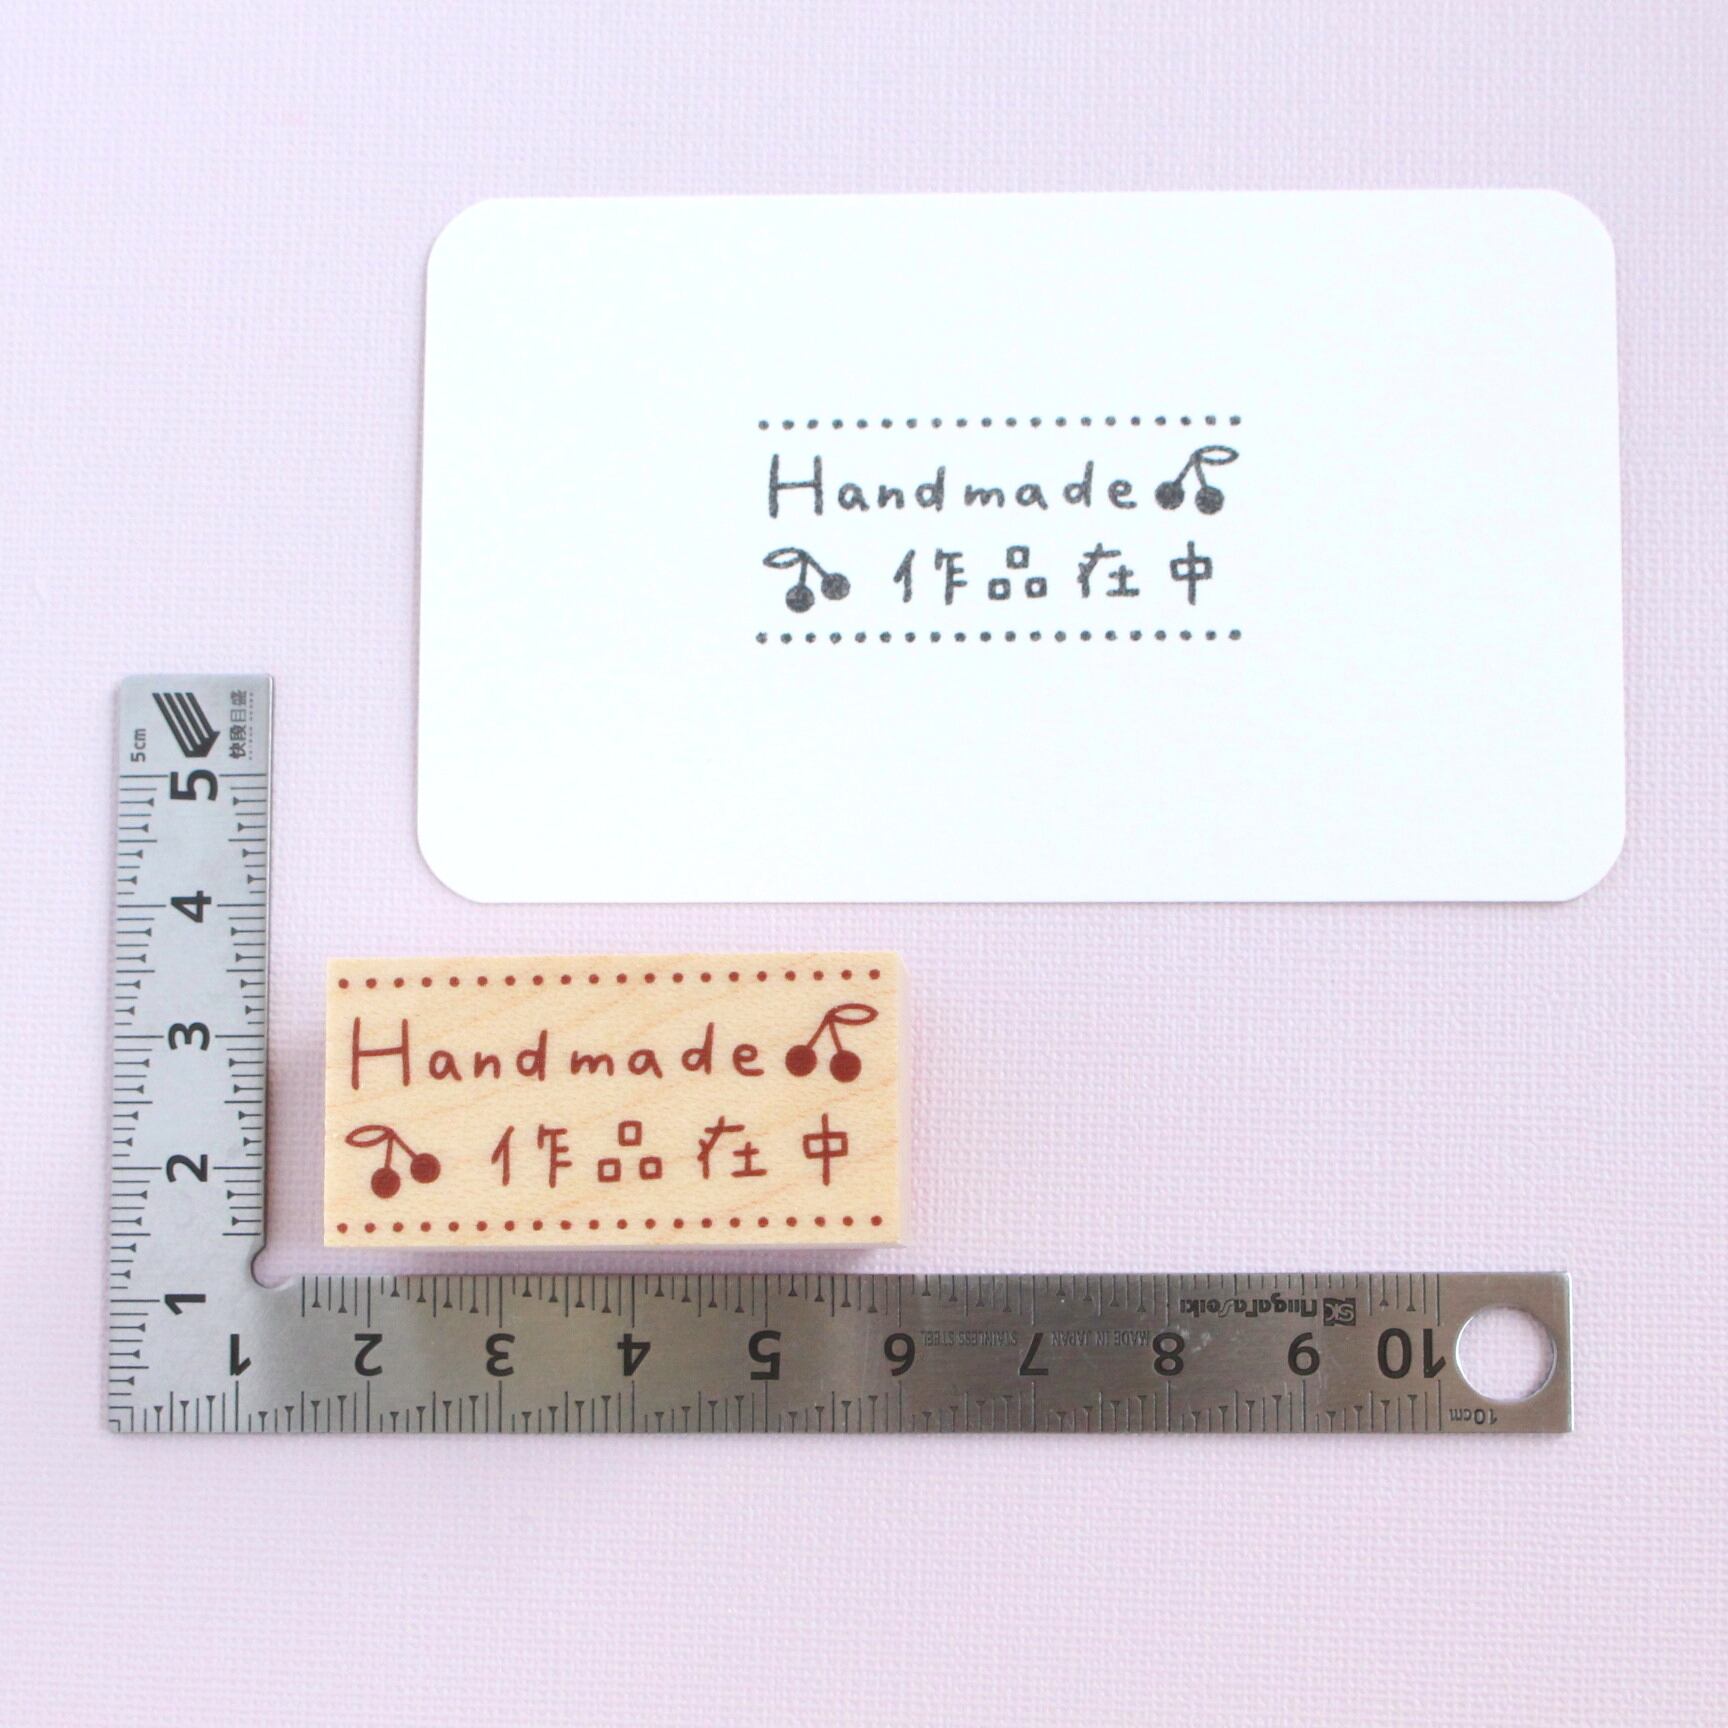 Handmade
作品在中
5cm
快段目盛
5
4
3
2
1
Handmade
作品在中
1 2 3 4 5 6 7 8 9 10
STAINLESS STEEL
MADE IN JAPAN
SK Niigata Seiki
10cm